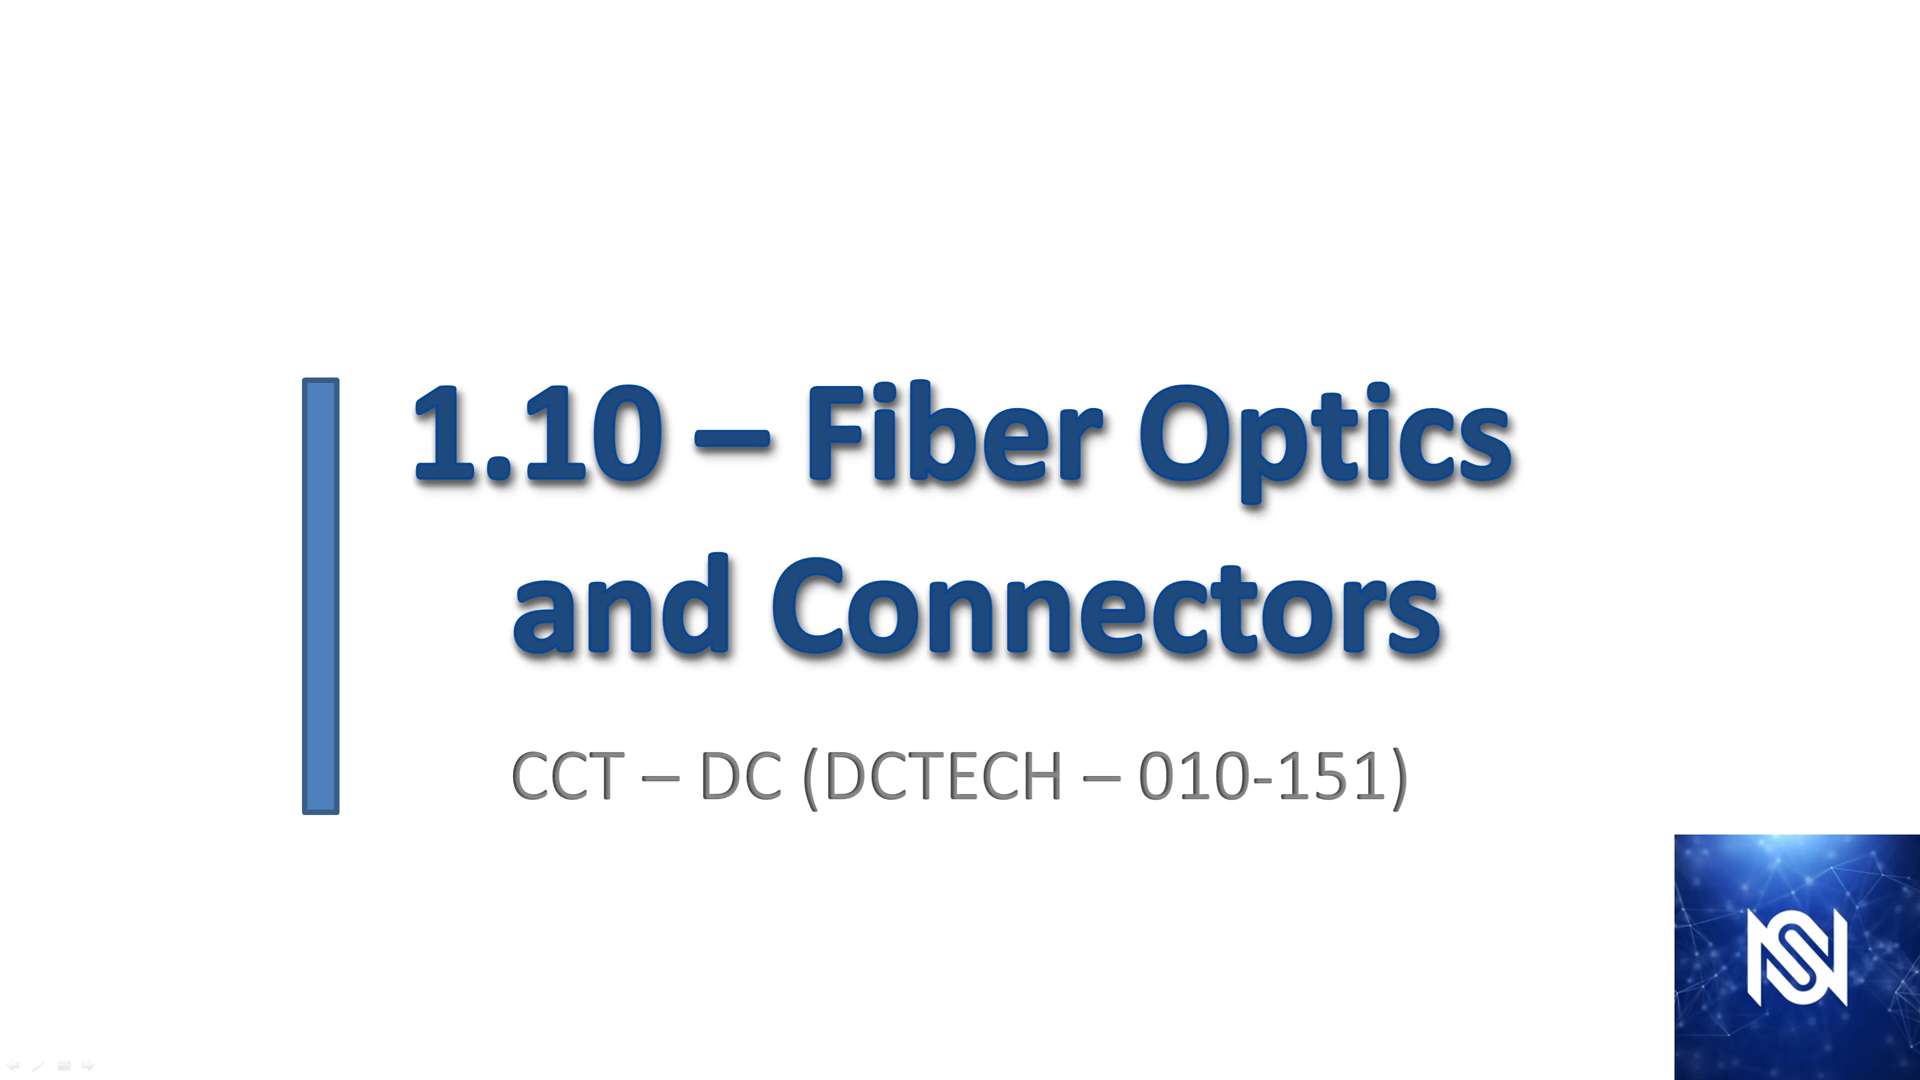 1.10 – Fiber Optics
and Connectors
CCT – DC (DCTECH – 010-151)